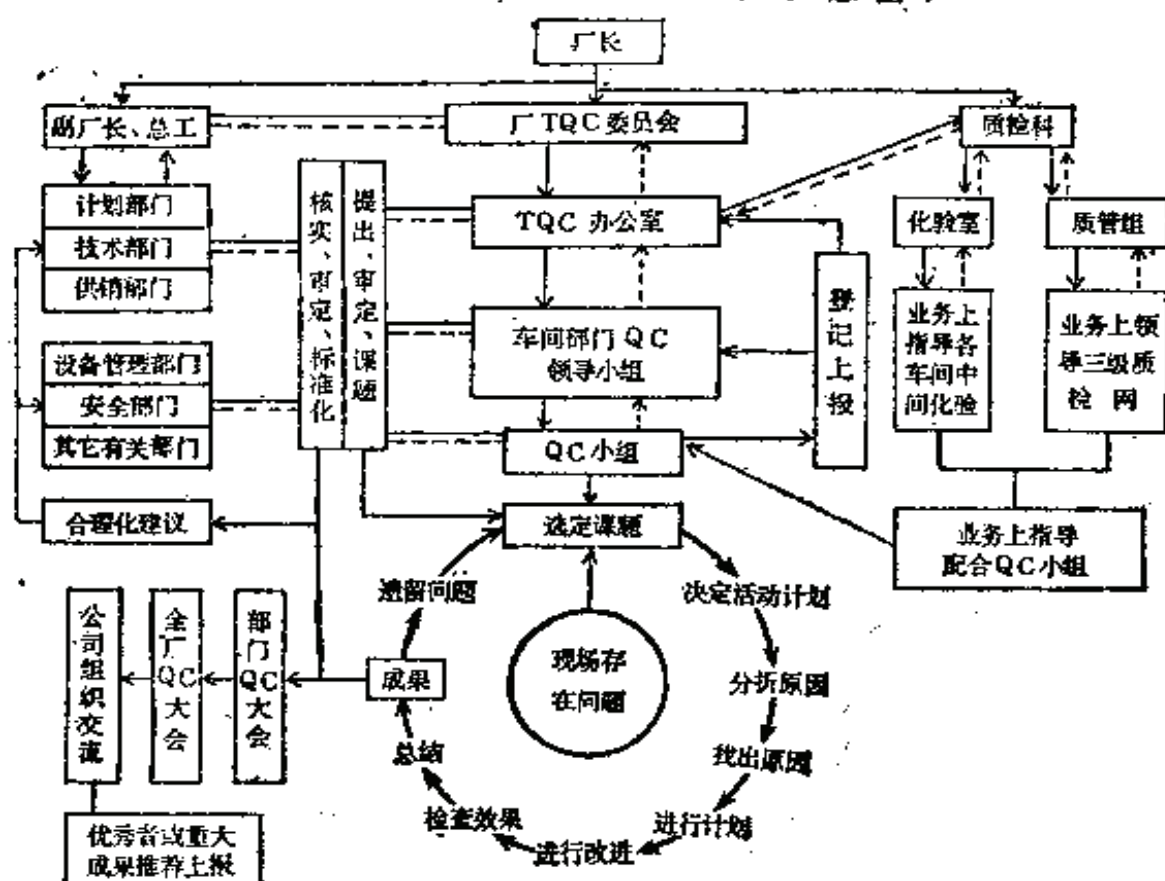 厂长
副厂长、总工
厂TQC委员会
质检科
计划部门
技术部门
供销部门
核实、审定、标准化
提出、审定、课题
TQC办公室
化验室
质管组
设备管理部门
安全部门
其它有关部门
车间部门QC
领导小组
登记上报
业务上
指导各
车间中
间化验
业务上领
导三级质
检网
QC小组
合理化建议
选定课题
业务上指导
配合QC小组
遗留问题
决定活动计划
公司组织交流
全厂QC大会
部门QC大会
成果
现场存
在问题
分折原因
总结
找出原因
检查效果
进行计划
进行改进
优秀者或重大
成果推荐上报